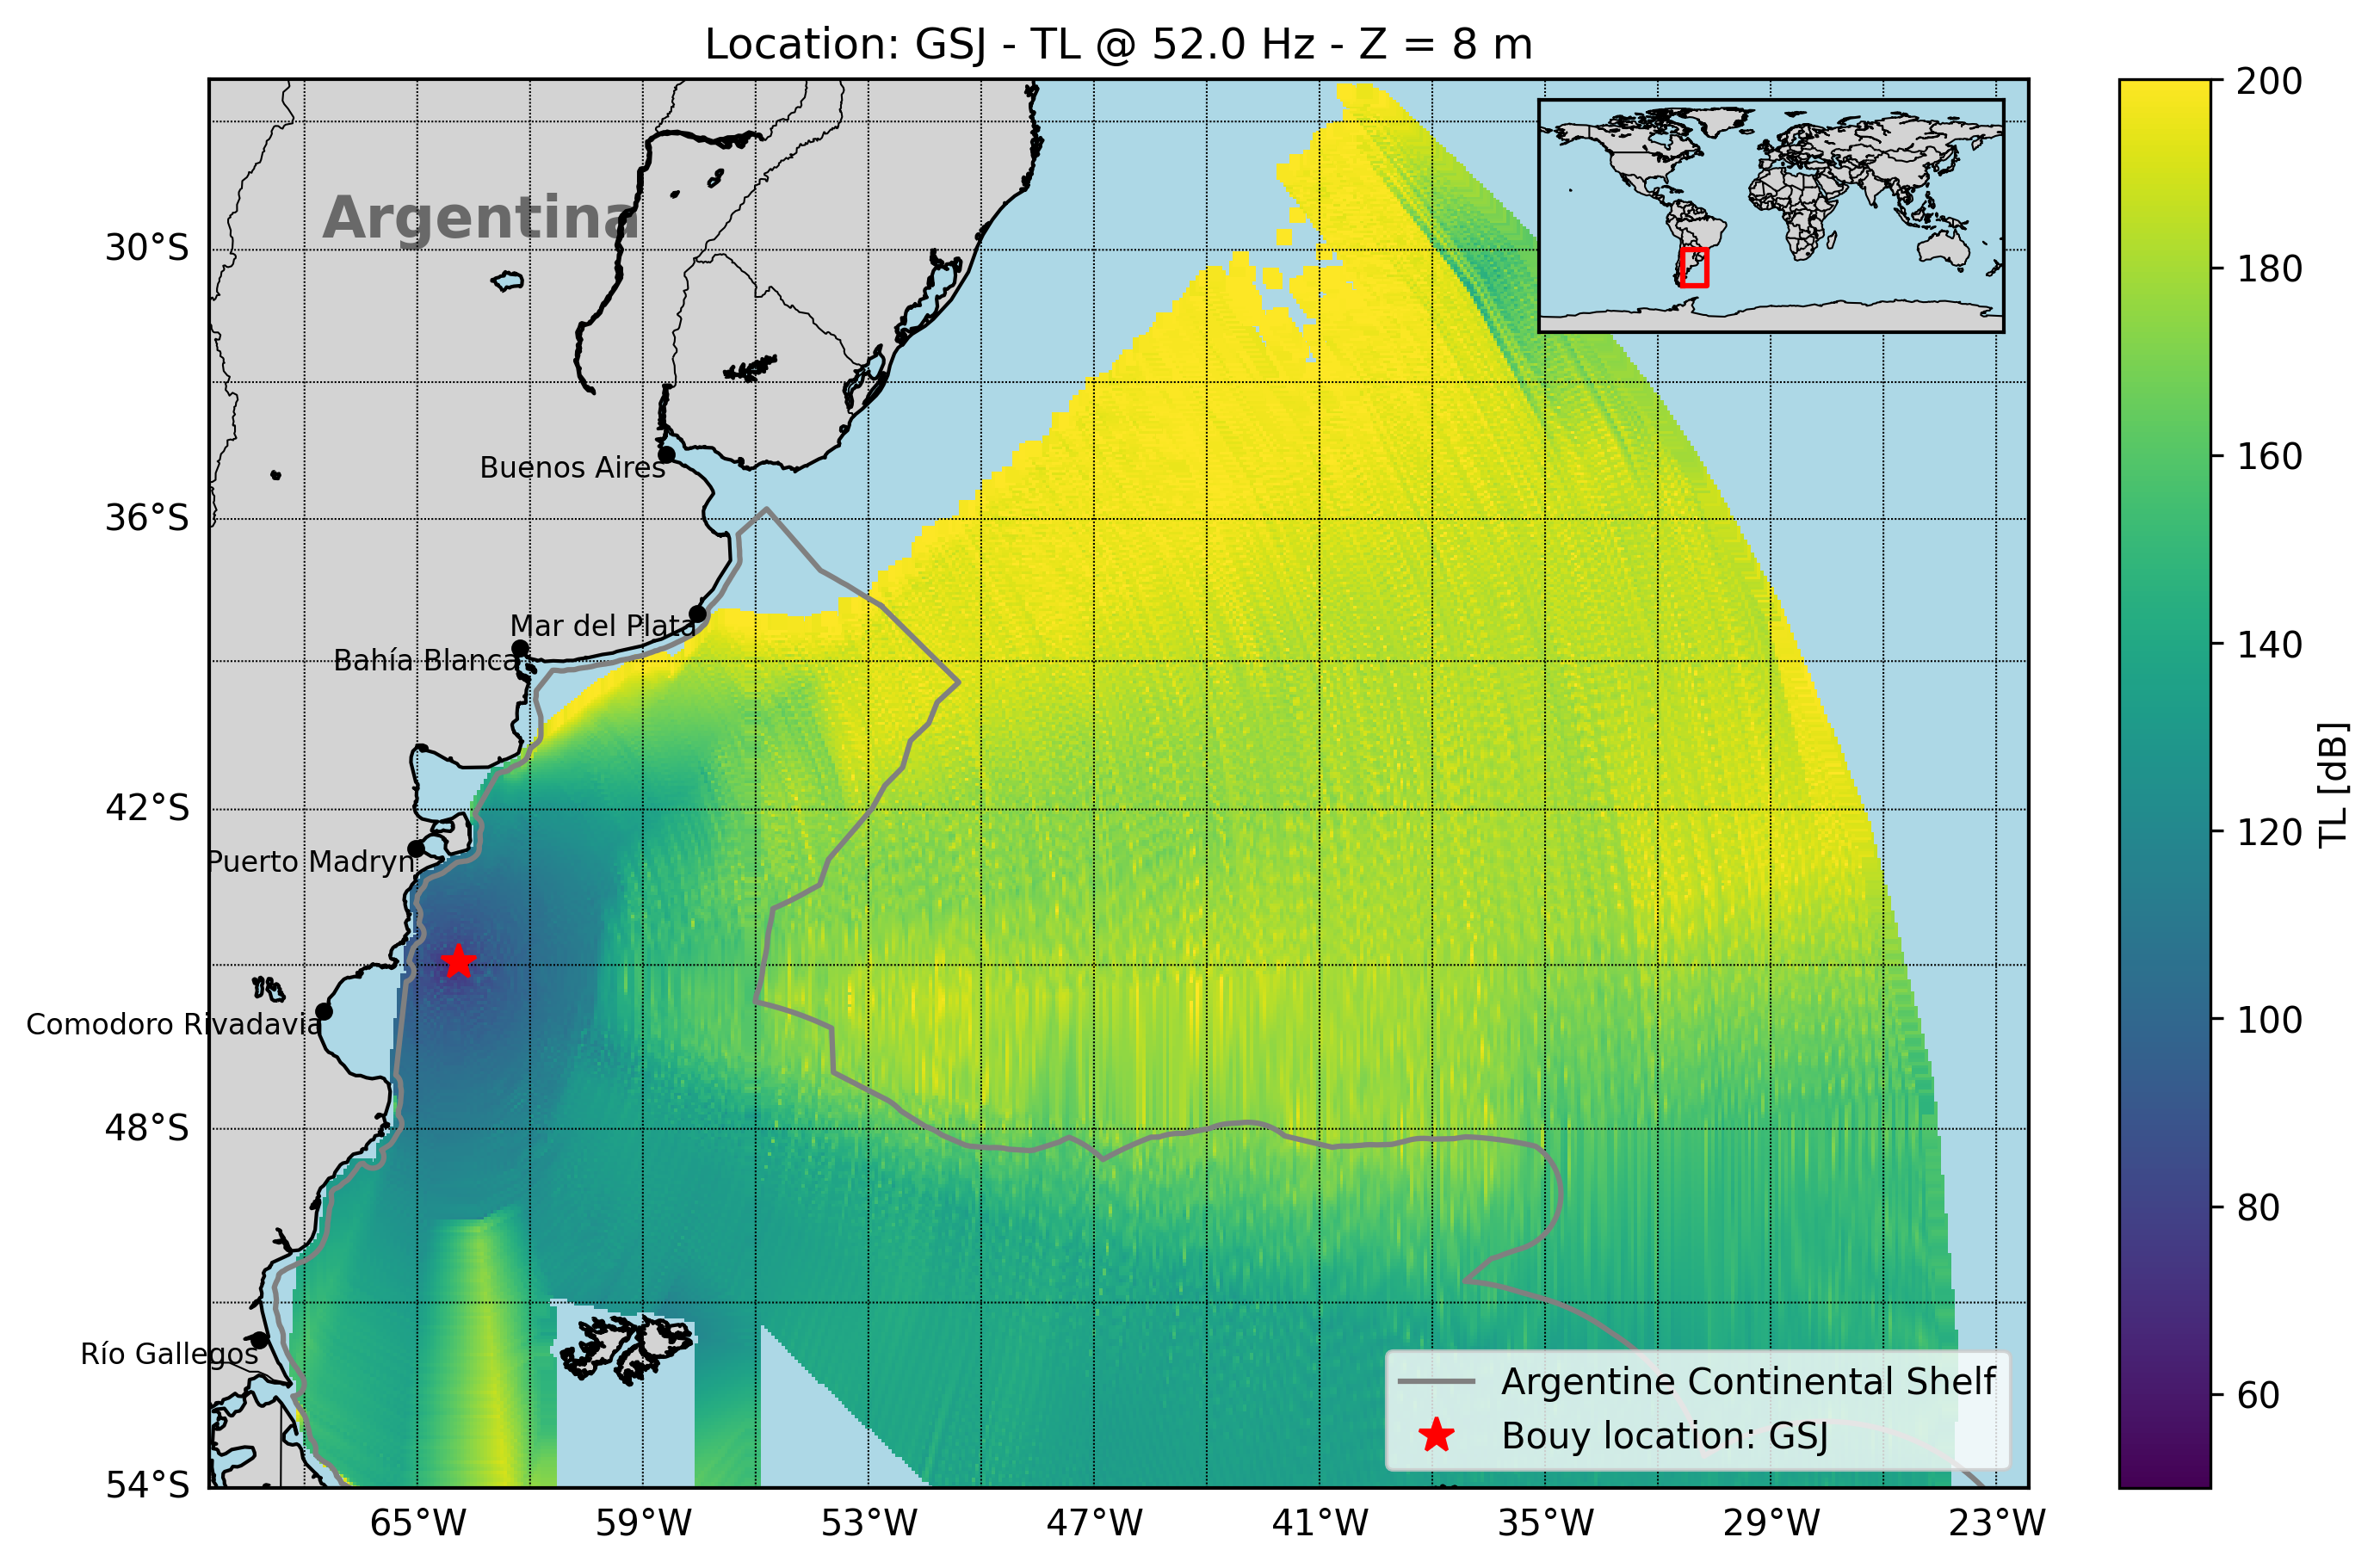 Location: GSJ - TL @ 52.0 Hz - Z = 8 m
Argentina
30°S
36°S
42°S
48°S
54°S
Buenos Aires
Mar del Plata
Bahía Blanca
Puerto Madryn
Comodoro Rivadavia
Río Gallegos
65°W
59°W
53°W
47°W
41°W
35°W
29°W
23°W
Argentine Continental Shelf
Bouy location: GSJ
200
180
160
140
120
100
80
60
TL [dB]